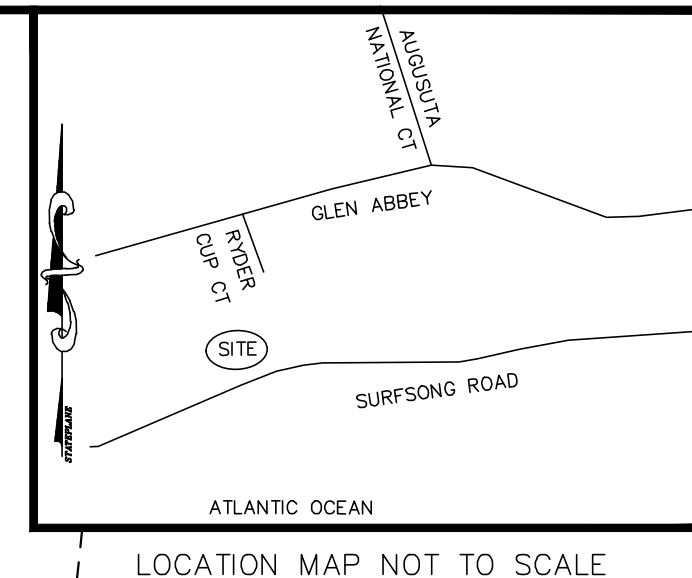 AUGUSUTA
NATIONAL CT
GLEN ABBEY
RYDER
CUP CT
SITE
SURFSONG ROAD
STATEPLANE
ATLANTIC OCEAN
LOCATION MAP NOT TO SCALE